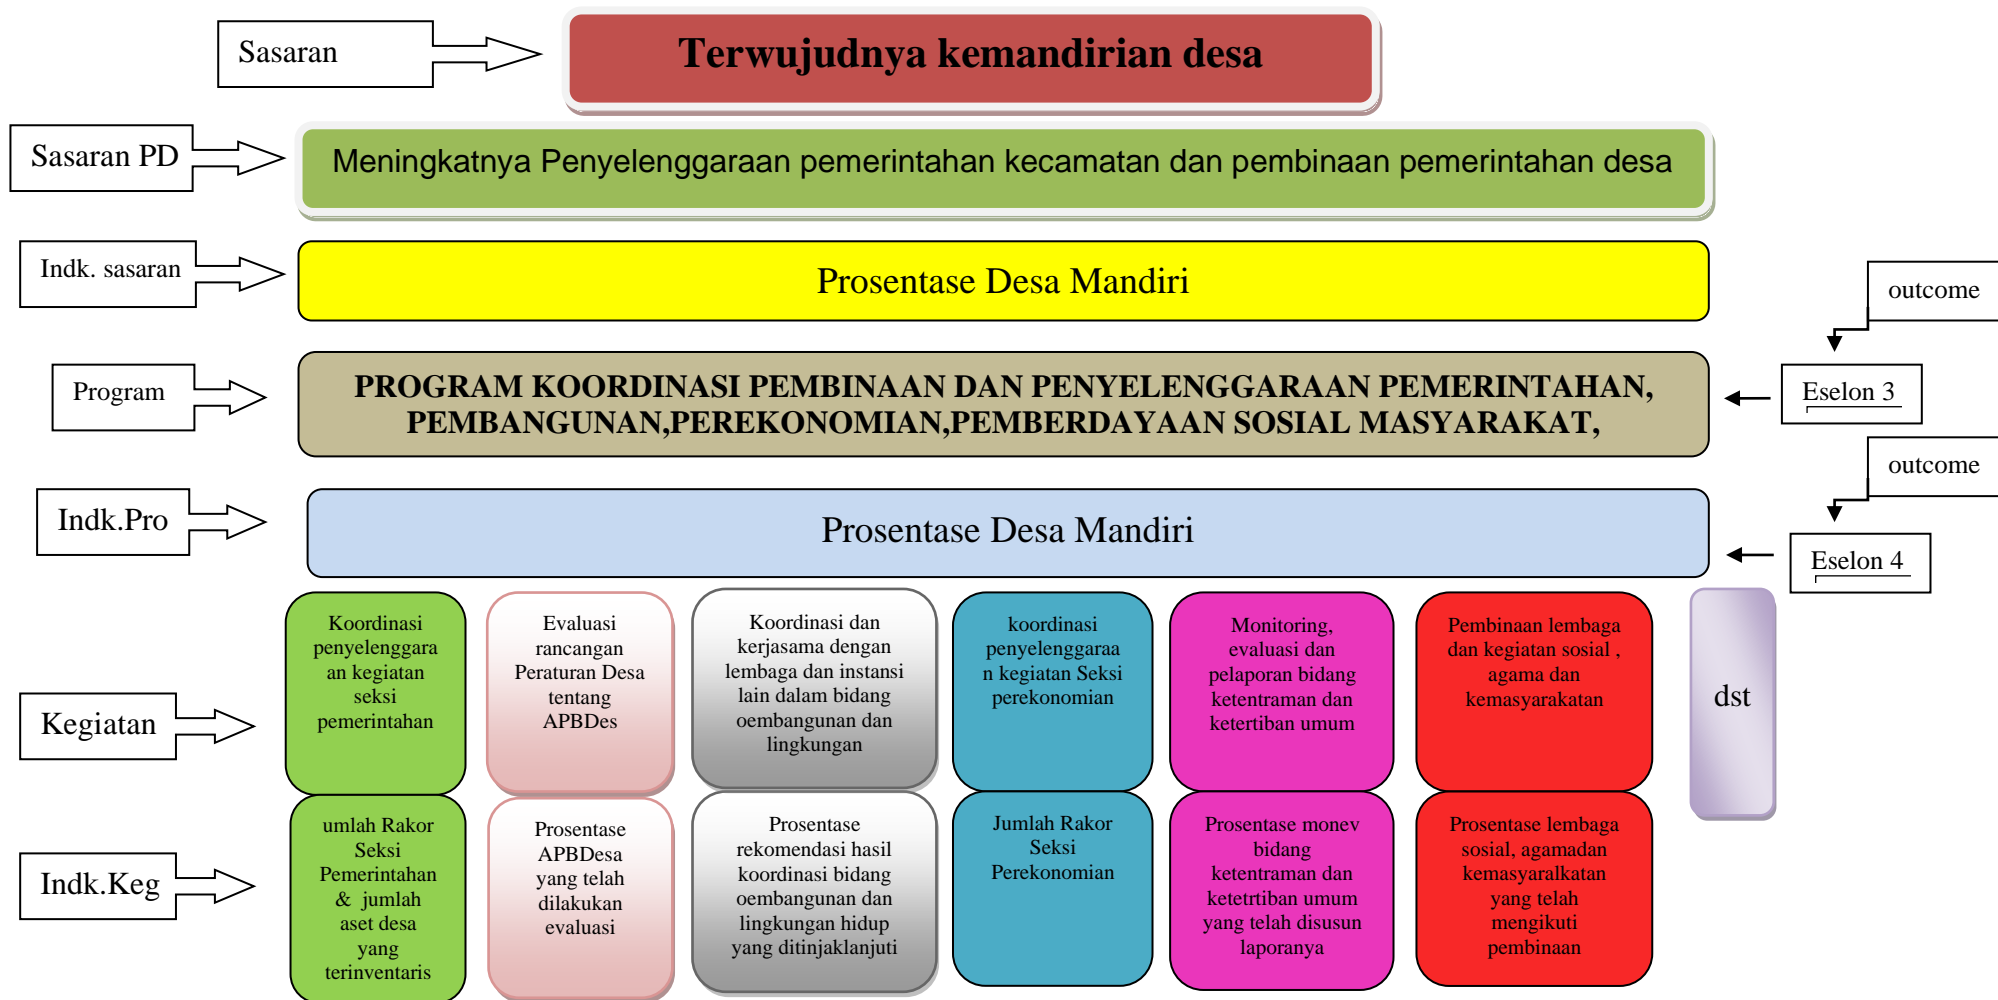 Sasaran
Terwujudnya kemandirian desa
Sasaran PD
Meningkatnya Penyelenggaraan pemerintahan kecamatan dan pembinaan pemerintahan desa
Indk. sasaran
Prosentase Desa Mandiri
outcome
Program
PROGRAM KOORDINASI PEMBINAAN DAN PENYELENGGARAAN PEMERINTAHAN,
PEMBANGUNAN,PEREKONOMIAN,PEMBERDAYAAN SOSIAL MASYARAKAT,
Eselon 3
outcome
Indk.Pro
Prosentase Desa Mandiri
Eselon 4
Kegiatan
Koordinasi
penyelenggara
an kegiatan
seksi
pemerintahan
Evaluasi
rancangan
Peraturan Desa
tentang
APBDes
Koordinasi dan
kerjasama dengan
lembaga dan instansi
lain dalam bidang
oembangunan dan
lingkungan
koordinasi
penyelenggaraa
n kegiatan Seksi
perekonomian
Monitoring,
evaluasi dan
pelaporan bidang
ketentraman dan
ketertiban umum
Pembinaan lembaga
dan kegiatan sosial ,
agama dan
kemasyarakatan
dst
Indk.Keg
umlah Rakor
Seksi
Pemerintahan
& jumlah
aset desa
yang
terinventaris
Prosentase
APBDesa
yang telah
dilakukan
evaluasi
Prosentase
rekomendasi hasil
koordinasi bidang
oembangunan dan
lingkungan hidup
yang ditinjaklanjuti
Jumlah Rakor
Seksi
Perekonomian
Prosentase monev
bidang
ketentraman dan
ketetrtiban umum
yang telah disusun
laporanya
Prosentase lembaga
sosial, agamadan
kemasyaralkatan
yang telah
mengikuti
pembinaan